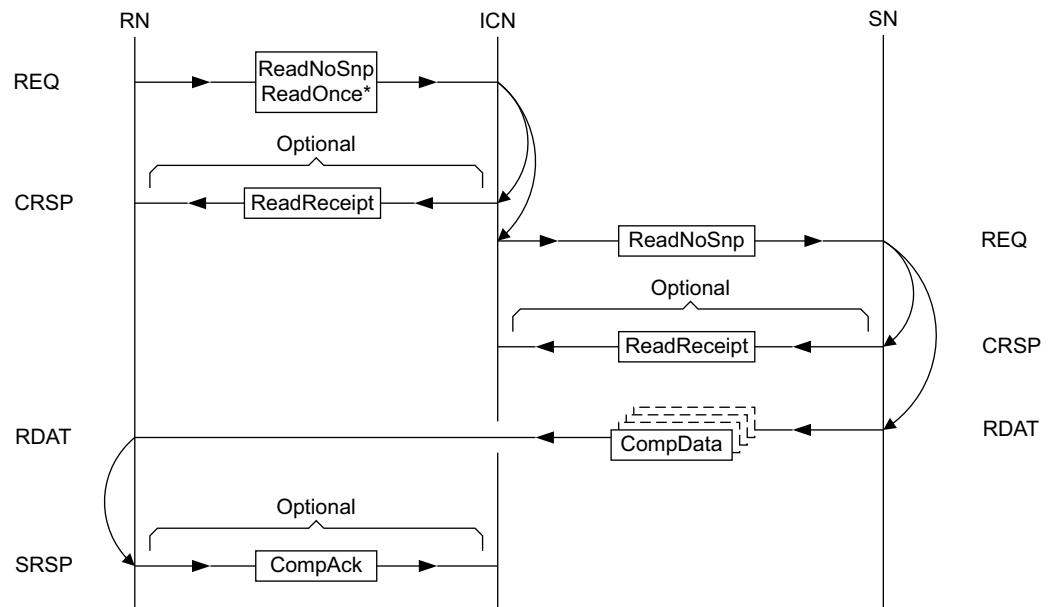 RN
ICN
SN
REQ
ReadNoSnp
ReadOnce*
Optional
CRSP
ReadReceipt
ReadNoSnp
REQ
Optional
ReadReceipt
CRSP
RDAT
CompData
RDAT
Optional
SRSP
CompAck